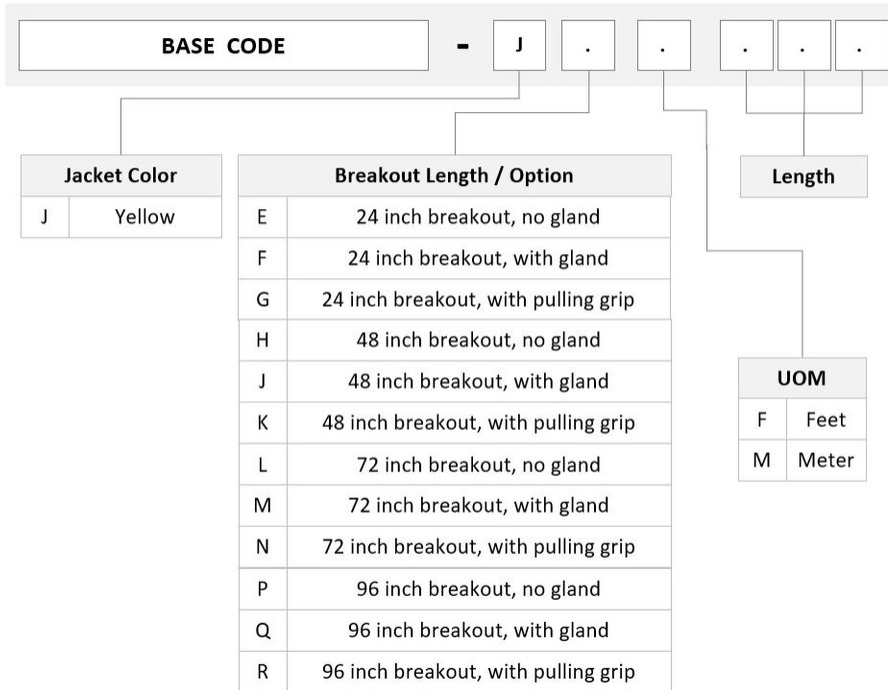 BASE CODE - J . . . . .
Jacket Color
J Yellow
Breakout Length / Option
E 24 inch breakout, no gland
F 24 inch breakout, with gland
G 24 inch breakout, with pulling grip
H 48 inch breakout, no gland
J 48 inch breakout, with gland
K 48 inch breakout, with pulling grip
L 72 inch breakout, no gland
M 72 inch breakout, with gland
N 72 inch breakout, with pulling grip
P 96 inch breakout, no gland
Q 96 inch breakout, with gland
R 96 inch breakout, with pulling grip
Length
UOM
F Feet
M Meter